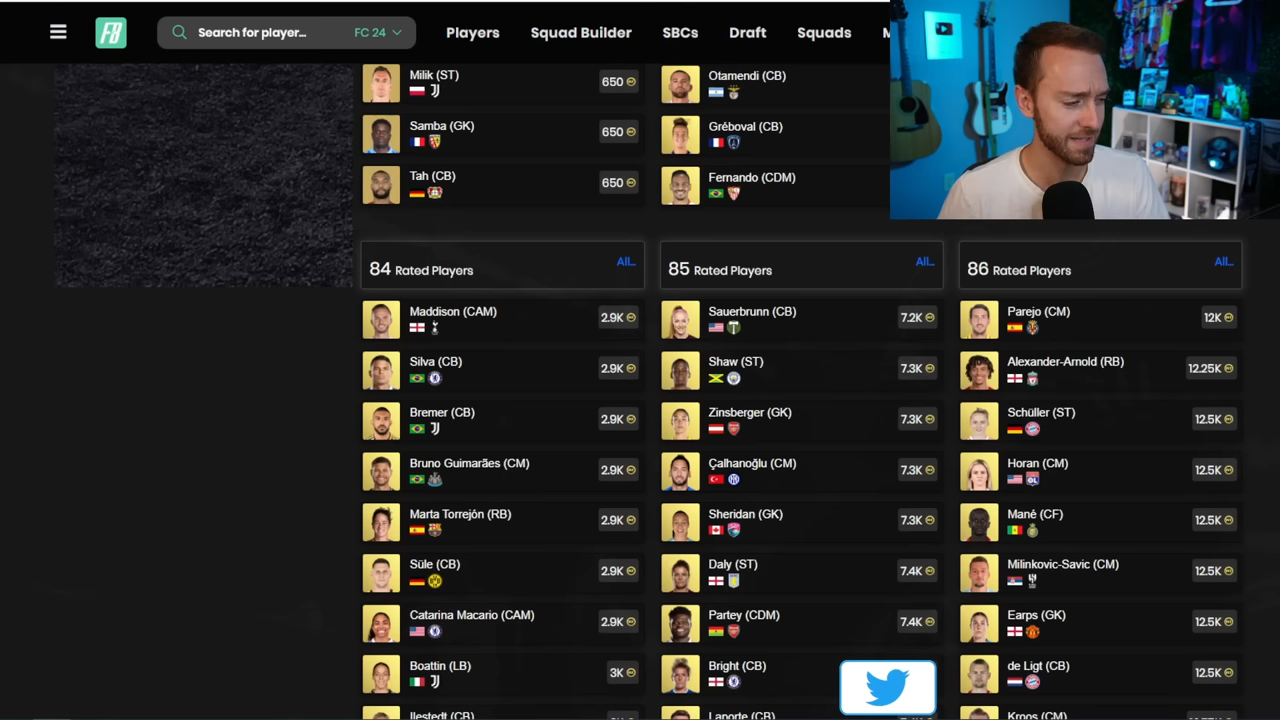 FB
Search for player...
FC 24
Players
Squad Builder
SBCs
Draft
Squads
M
Milik (ST)
650
Samba (GK)
650
Tah (CB)
650
Otamendi (CB)
Gréboval (CB)
Fernando (CDM)
84 Rated Players
All..
Maddison (CAM)
2.9K
Silva (CB)
2.9K
Bremer (CB)
2.9K
Bruno Guimarães (CM)
2.9K
Marta Torrejón (RB)
2.9K
Süle (CB)
2.9K
Catarina Macario (CAM)
2.9K
Boattin (LB)
3K
Ilestedt (CB)
85 Rated Players
All..
Sauerbrunn (CB)
7.2K
Shaw (ST)
7.3K
Zinsberger (GK)
7.3K
Çalhanoğlu (CM)
7.3K
Sheridan (GK)
7.3K
Daly (ST)
7.4K
Partey (CDM)
7.4K
Bright (CB)
Laporte (CB)
86 Rated Players
All..
Parejo (CM)
12K
Alexander-Arnold (RB)
12.25K
Schüller (ST)
12.5K
Horan (CM)
12.5K
Mané (CF)
12.5K
Milinkovic-Savic (CM)
12.5K
Earps (GK)
12.5K
de Ligt (CB)
12.5K
Kroos (CM)